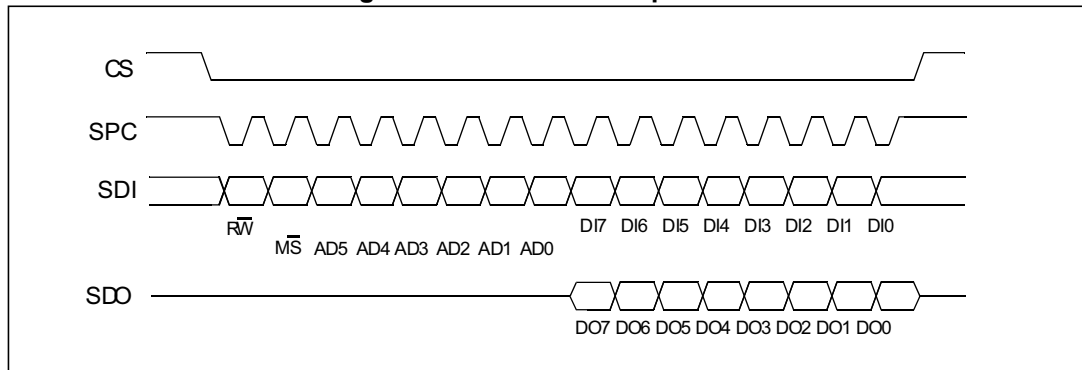 CS
SPC
SDI
RW̅ DI7 DI6 DI5 DI4 DI3 DI2 DI1 DI0
MS̅ AD5 AD4 AD3 AD2 AD1 AD0
SDO
DO7 DO6 DO5 DO4 DO3 DO2 DO1 DO0